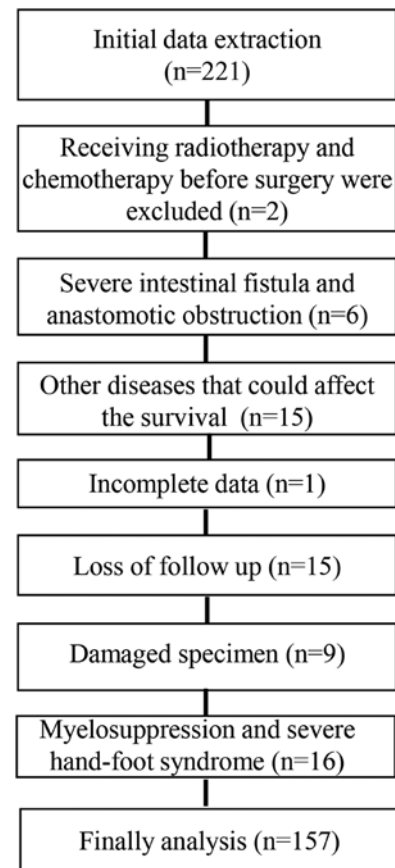 Initial data extraction
(n=221)
Receiving radiotherapy and
chemotherapy before surgery were
excluded (n=2)
Severe intestinal fistula and
anastomotic obstruction (n=6)
Other diseases that could affect
the survival (n=15)
Incomplete data (n=1)
Loss of follow up (n=15)
Damaged specimen (n=9)
Myelosuppression and severe
hand-foot syndrome (n=16)
Finally analysis (n=157)